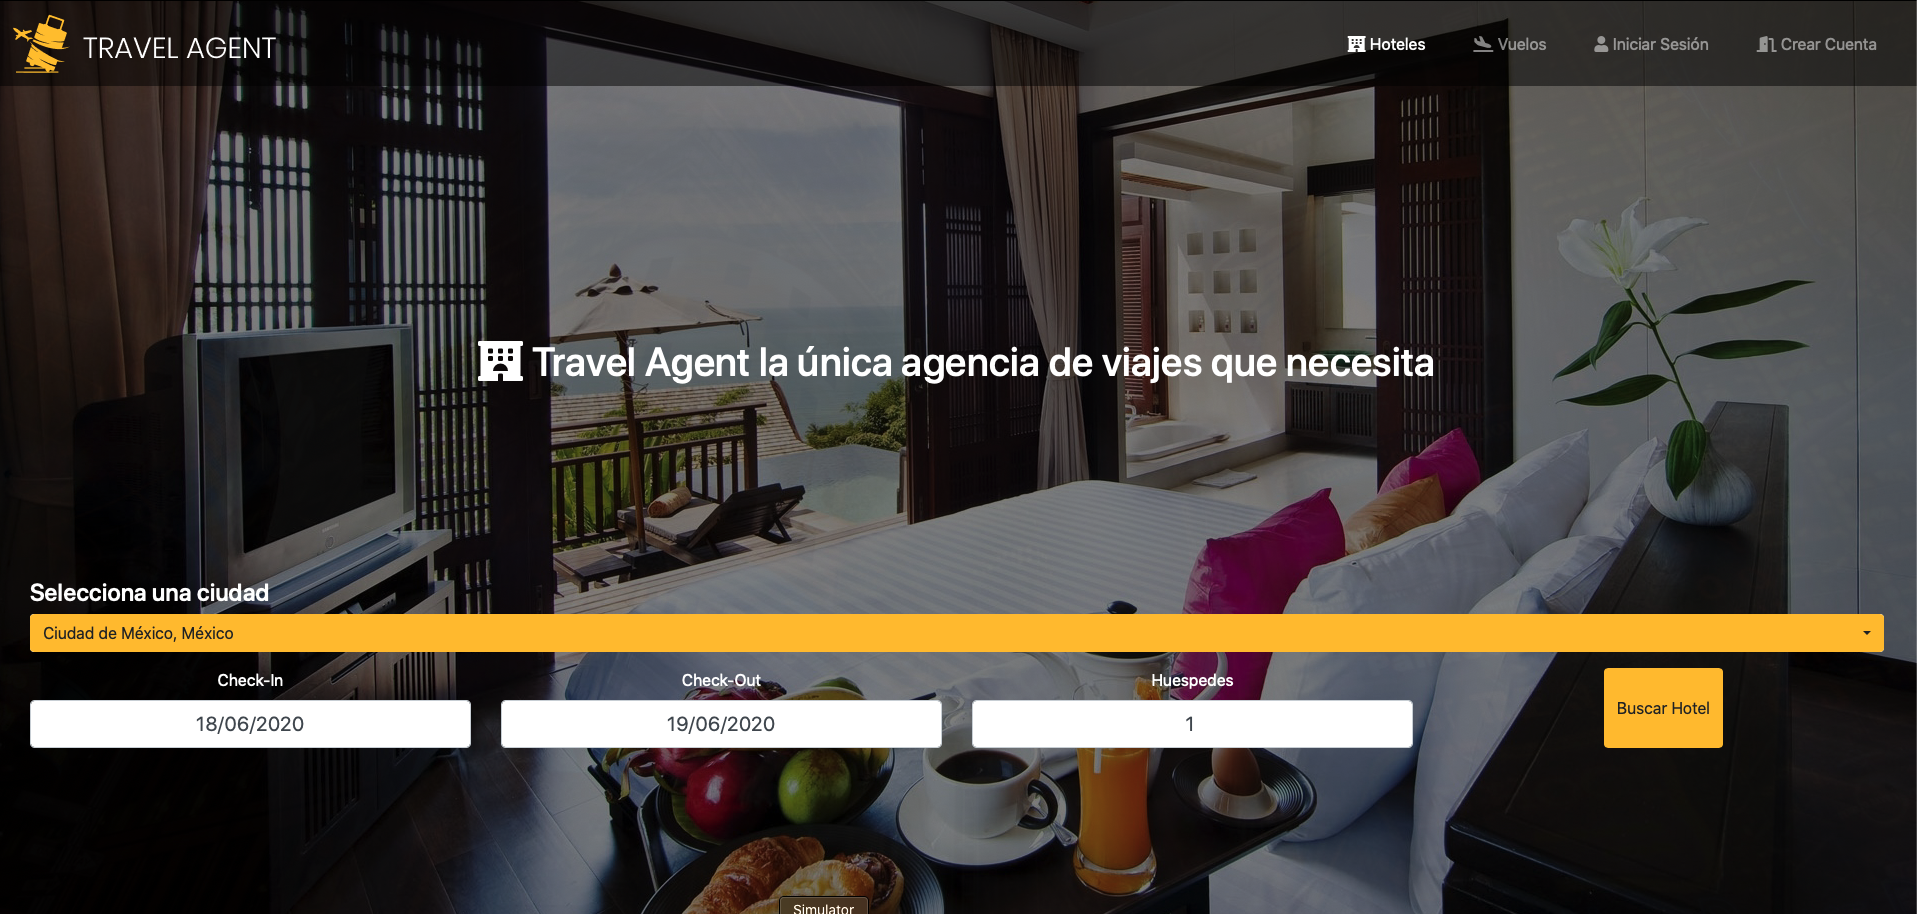 TRAVEL AGENT
Hoteles
Vuelos
Iniciar Sesión
Crear Cuenta
Travel Agent la única agencia de viajes que necesita
Selecciona una ciudad
Ciudad de México, México
Check-In
Check-Out
Huespedes
18/06/2020
19/06/2020
1
Buscar Hotel
Simulator